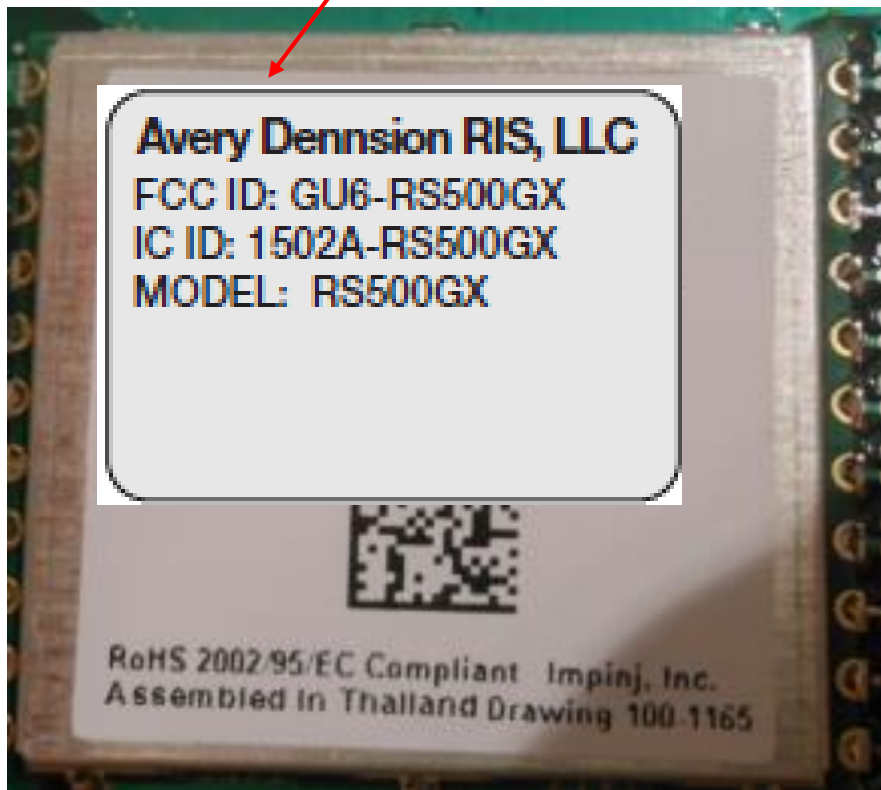 Avery Dennsion RIS, LLC
FCC ID: GU6-RS500GX
IC ID: 1502A-RS500GX
MODEL: RS500GX
RoHS 2002/95/EC Compliant Impinj, Inc.
Assembled in Thailand Drawing 100-1165